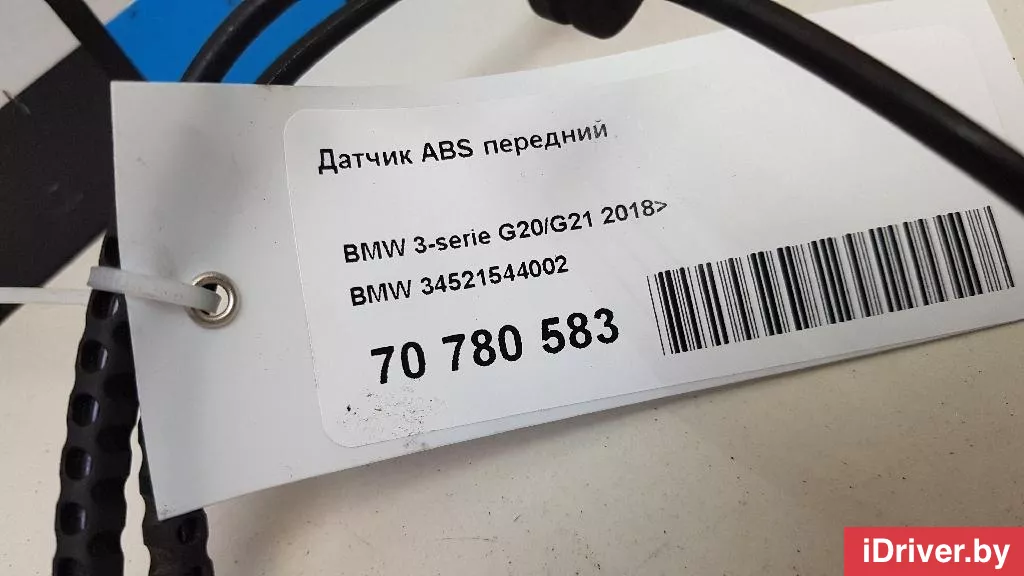 Датчик ABS передний
BMW 3-serie G20/G21 2018>
BMW 34521544002
70 780 583
iDriver.by